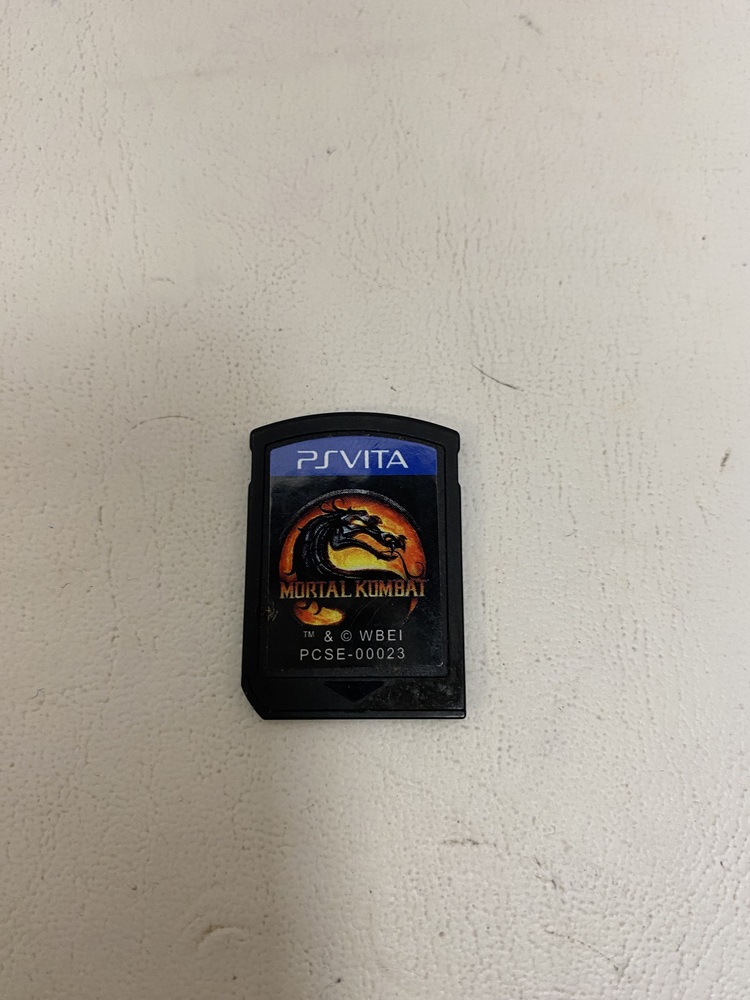 PSVITA
MORTAL KOMBAT
™ & © WBEI
PCSE-00023